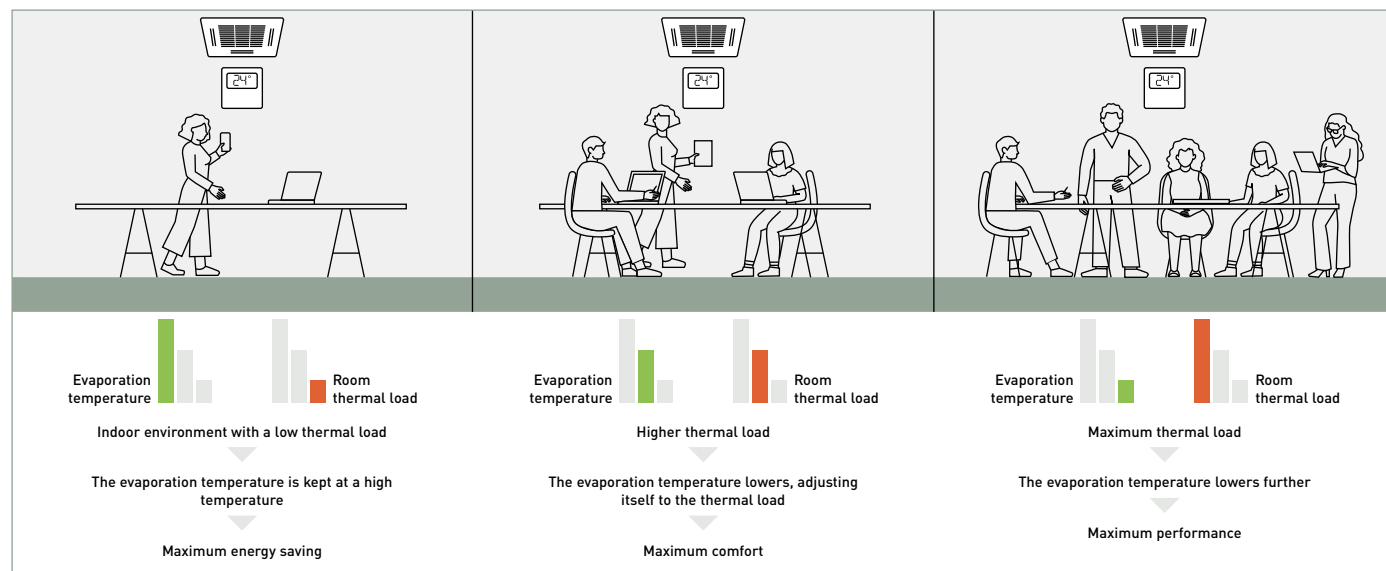 24°
Evaporation
temperature
Room
thermal load
Indoor environment with a low thermal load
The evaporation temperature is kept at a high
temperature
Maximum energy saving
24°
Evaporation
temperature
Room
thermal load
Higher thermal load
The evaporation temperature lowers, adjusting
itself to the thermal load
Maximum comfort
24°
Evaporation
temperature
Room
thermal load
Maximum thermal load
The evaporation temperature lowers further
Maximum performance